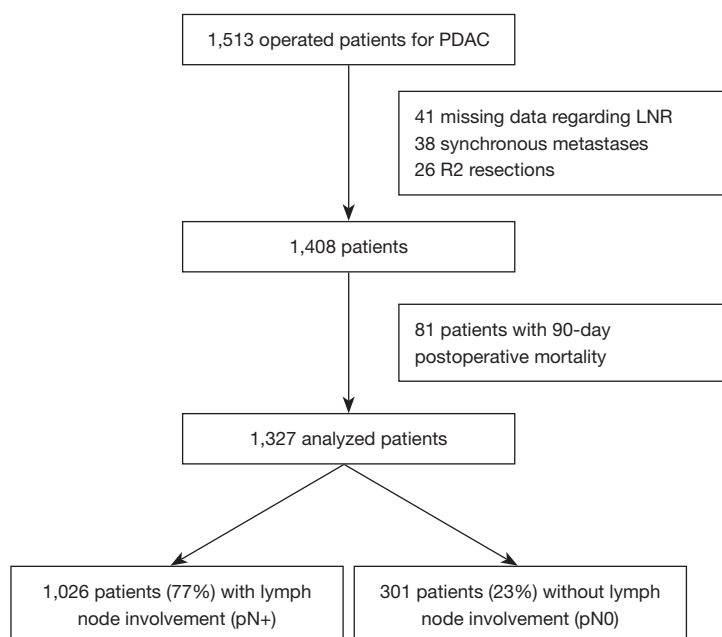 1,513 operated patients for PDAC
41 missing data regarding LNR
38 synchronous metastases
26 R2 resections
1,408 patients
81 patients with 90-day
postoperative mortality
1,327 analyzed patients
1,026 patients (77%) with lymph
node involvement (pN+)
301 patients (23%) without lymph
node involvement (pN0)